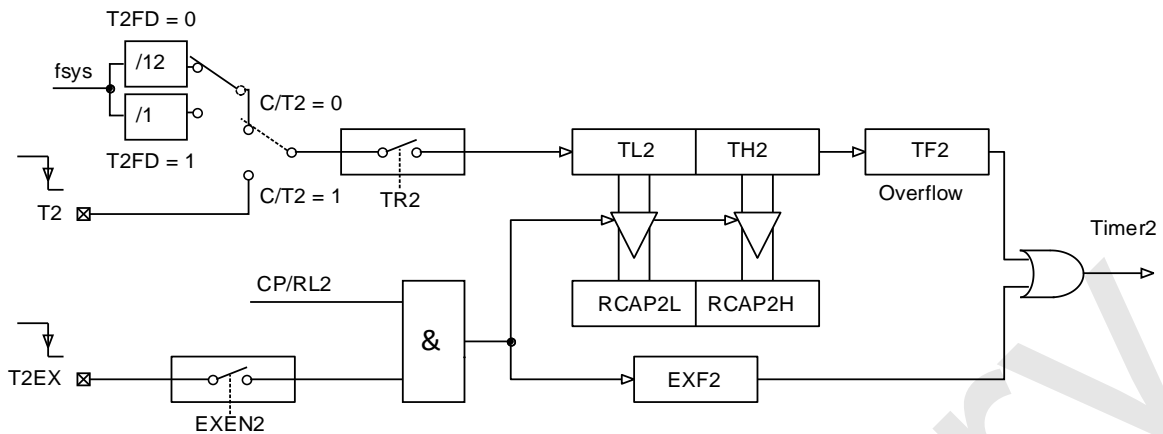 T2FD = 0
/12
fsys
C/T2 = 0
/1
T2FD = 1
TL2
TH2
TF2
C/T2 = 1
TR2
Overflow
T2
Timer2
CP/RL2
RCAP2L
RCAP2H
&
T2EX
EXF2
EXEN2